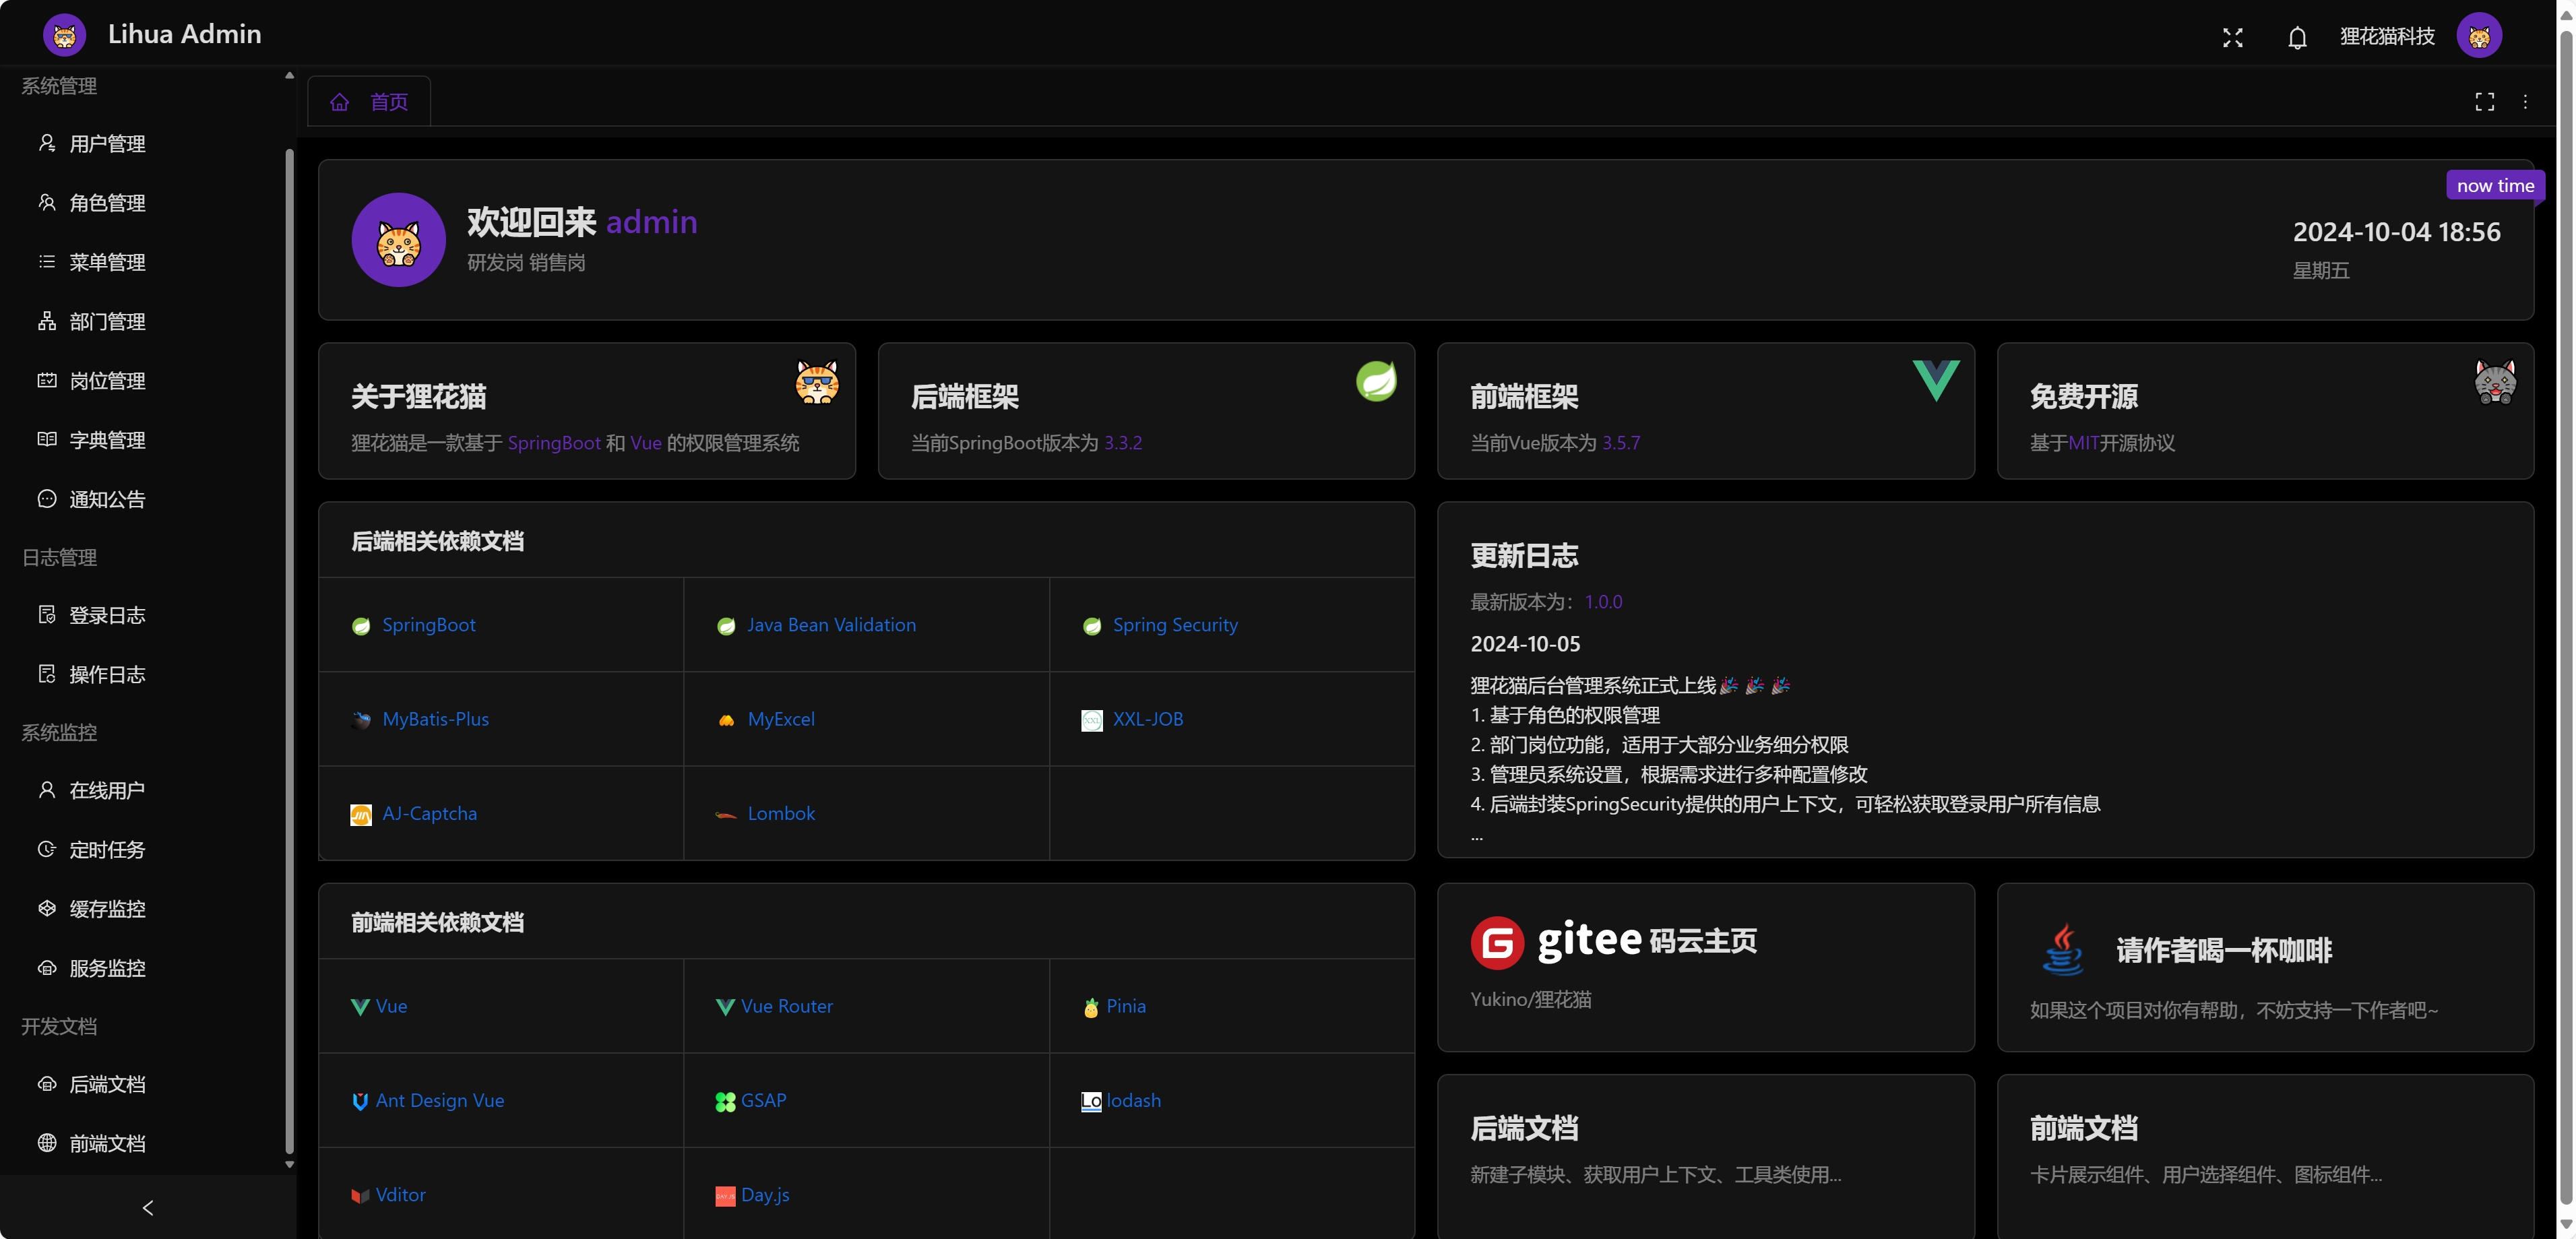 Lihua Admin
狸花猫科技
系统管理
用户管理
角色管理
菜单管理
部门管理
岗位管理
字典管理
通知公告
日志管理
登录日志
操作日志
系统监控
在线用户
定时任务
缓存监控
服务监控
开发文档
后端文档
前端文档
首页
欢迎回来 admin
研发岗 销售岗
now time
2024-10-04 18:56
星期五
关于狸花猫
狸花猫是一款基于 SpringBoot 和 Vue 的权限管理系统
后端框架
当前SpringBoot版本为 3.3.2
前端框架
当前Vue版本为 3.5.7
免费开源
基于MIT开源协议
后端相关依赖文档
SpringBoot
Java Bean Validation
Spring Security
MyBatis-Plus
MyExcel
XXL-JOB
AJ-Captcha
Lombok
更新日志
最新版本为：1.0.0
2024-10-05
狸花猫后台管理系统正式上线🎉 🎉 🎉
1. 基于角色的权限管理
2. 部门岗位功能，适用于大部分业务细分权限
3. 管理员系统设置，根据需求进行多种配置修改
4. 后端封装SpringSecurity提供的用户上下文，可轻松获取登录用户所有信息
...
前端相关依赖文档
Vue
Vue Router
Pinia
Ant Design Vue
GSAP
Lo lodash
Vditor
Day.js
G gitee 码云主页
Yukino/狸花猫
请作者喝一杯咖啡
如果这个项目对你有帮助，不妨支持一下作者吧~
后端文档
新建子模块、获取用户上下文、工具类使用...
前端文档
卡片展示组件、用户选择组件、图标组件...